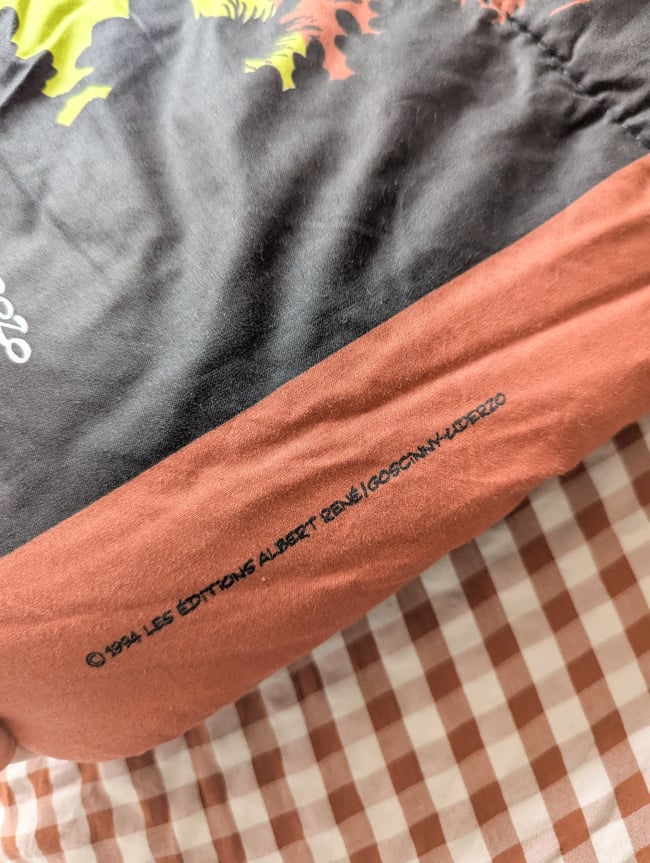 © 1994 LES ÉDITIONS ALBERT RENÉ/GOSCINNY-UDERZO